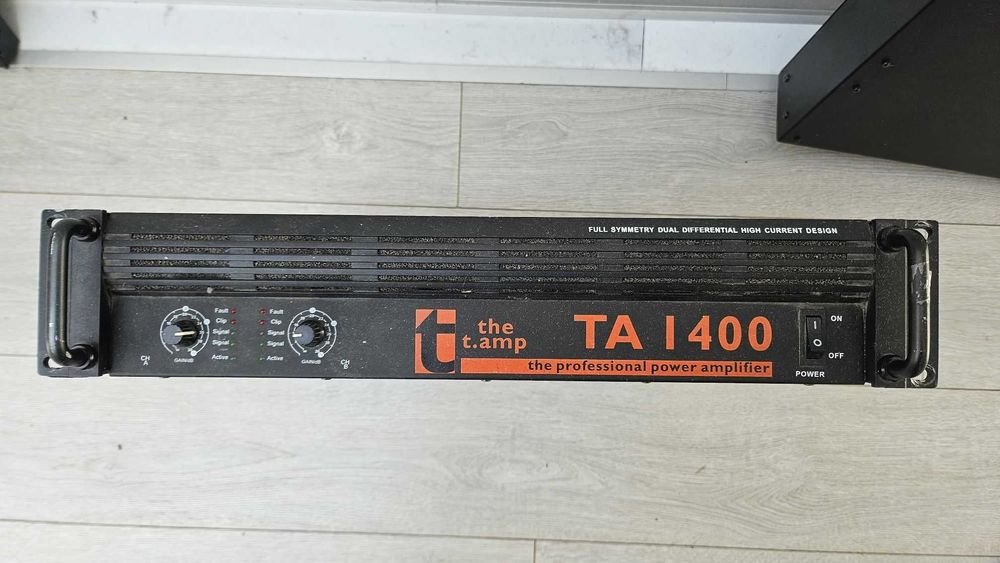 FULL SYMMETRY DUAL DIFFERENTIAL HIGH CURRENT DESIGN
Fault Fault
Clip Clip
Signal Signal
Signal Signal
Active Active
CH A
GAIN/dB
GAIN/dB
CH B
t
the
t.amp
TA 1400
the professional power amplifier
ON
I
O
OFF
POWER